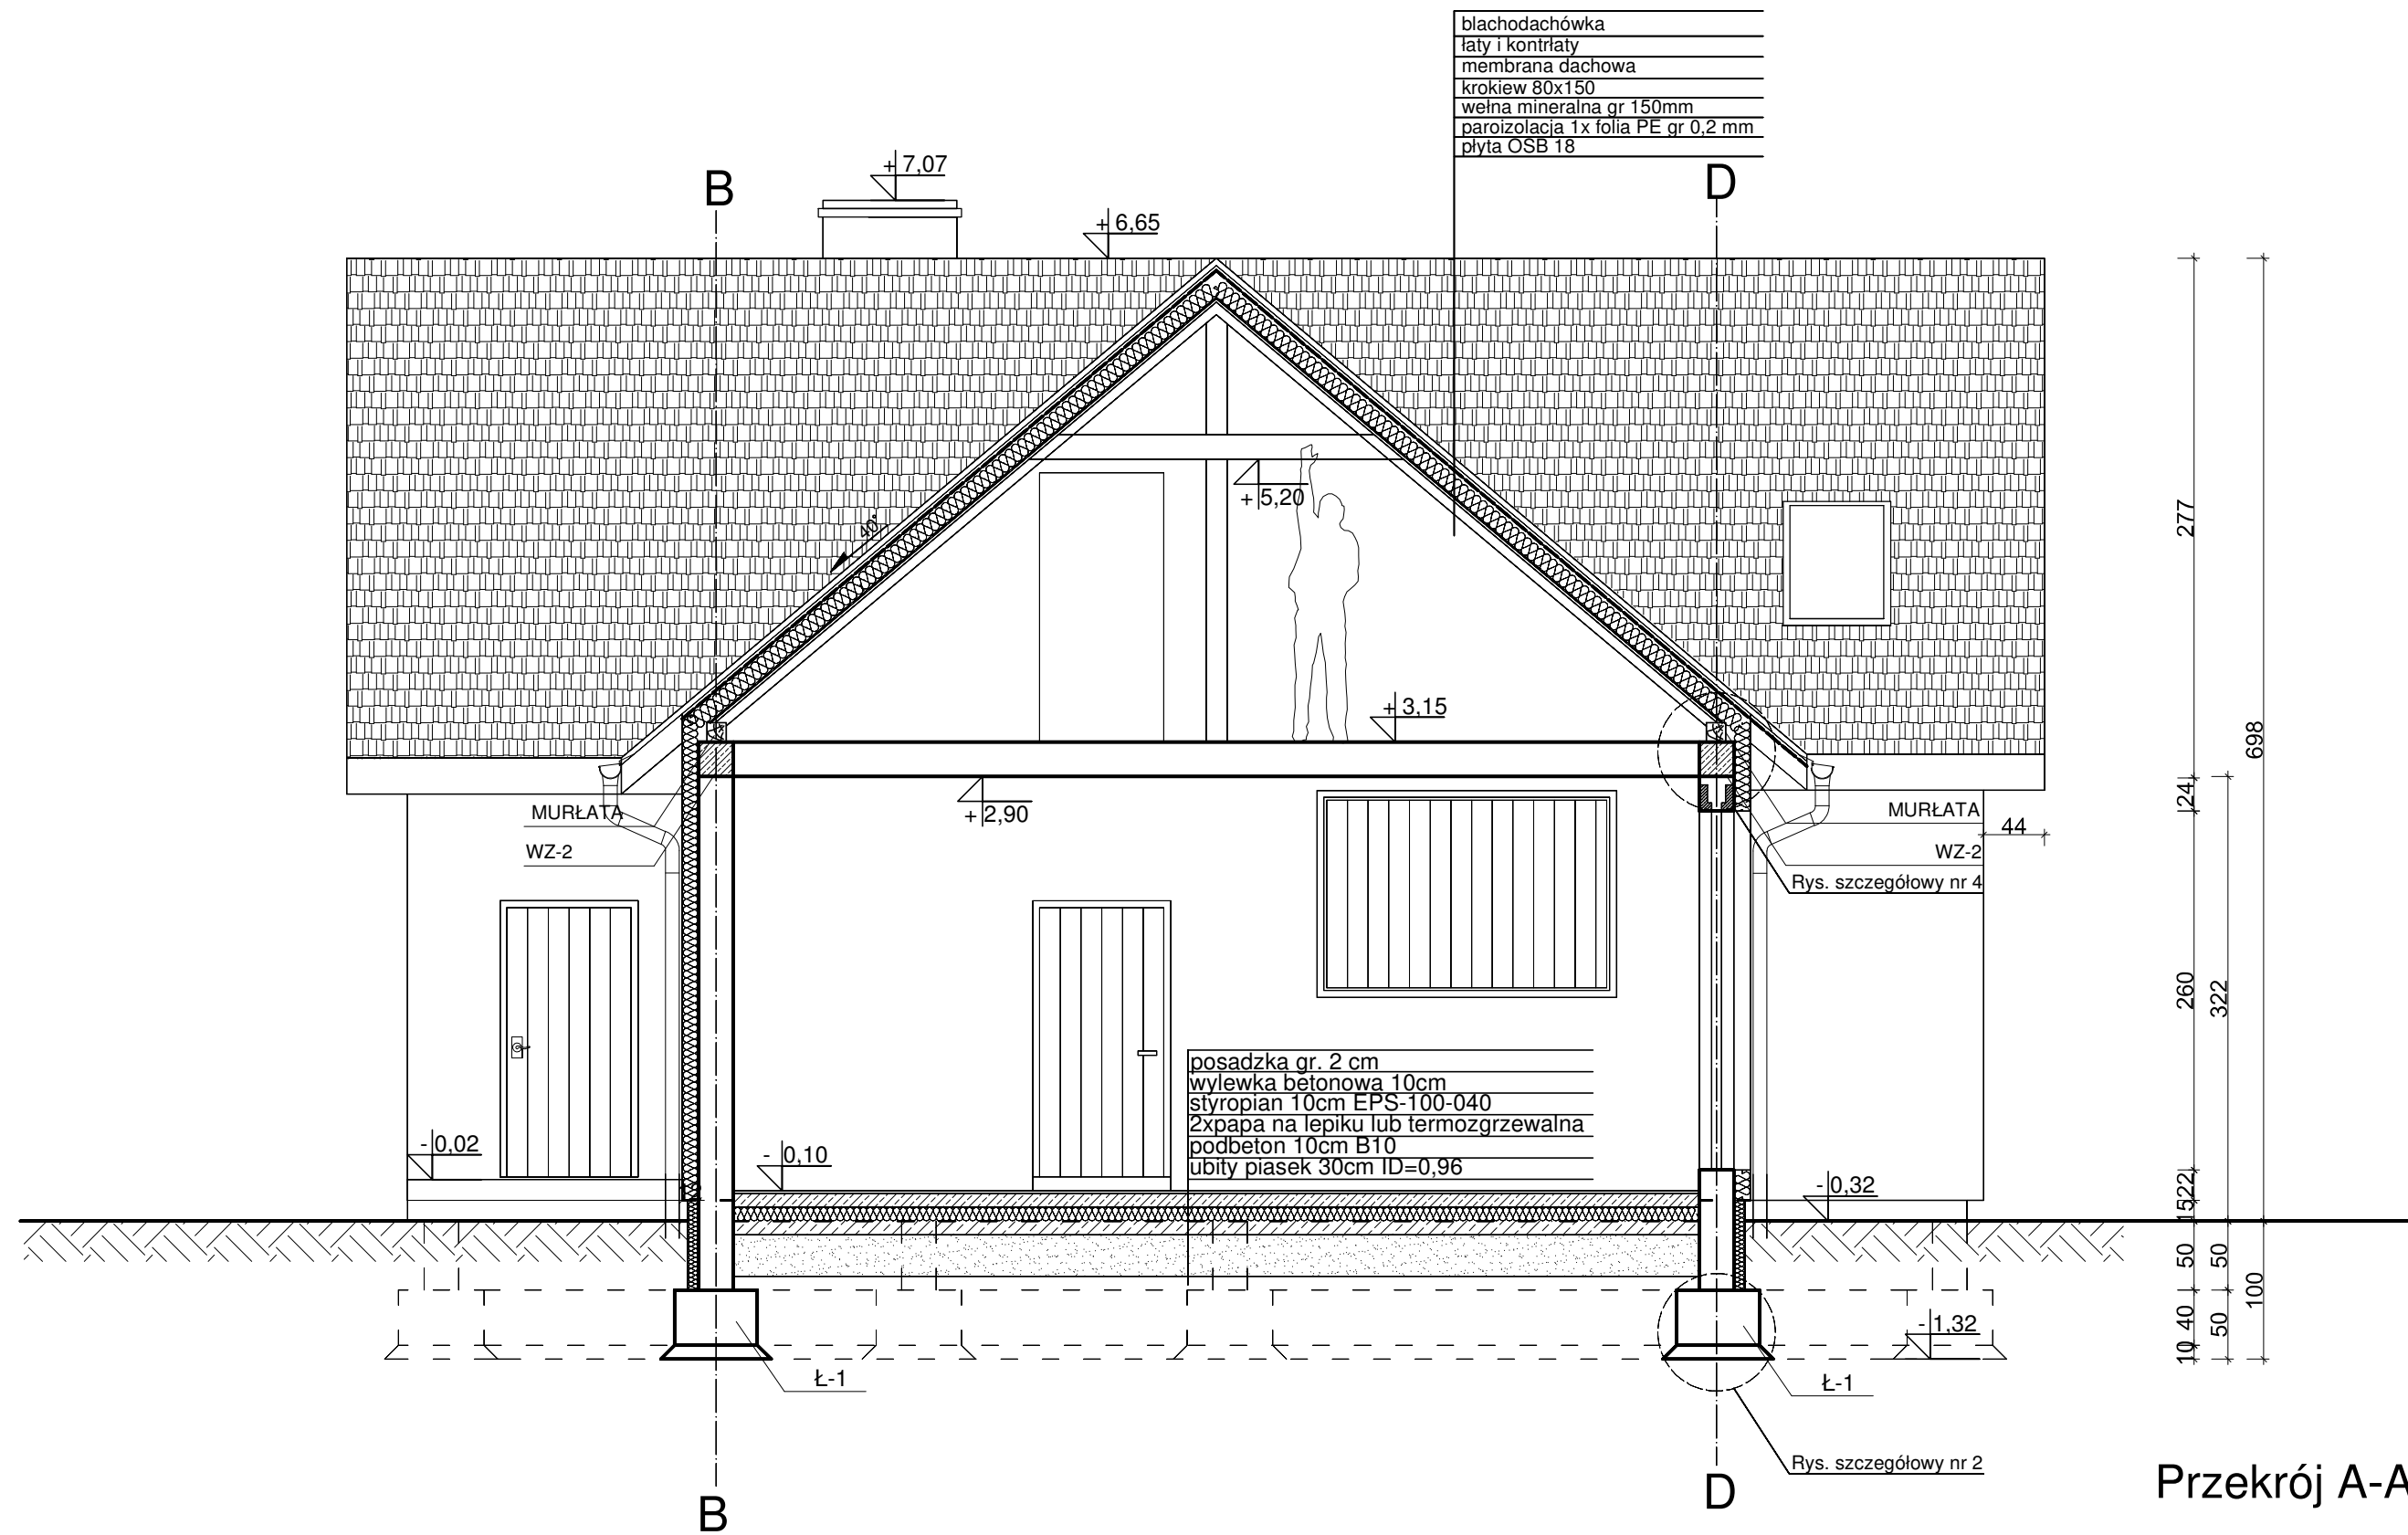 blachodachówka
łaty i kontrłaty
membrana dachowa
krokiew 80x150
wełna mineralna gr 150mm
paroizolacja 1x folia PE gr 0,2 mm
płyta OSB 18
B
D
+ 7,07
+ 6,65
40°
+ 5,20
+ 3,15
+ 2,90
MURŁATA
WZ-2
MURŁATA
WZ-2
Rys. szczegółowy nr 4
44
277
24
260
22
15
50
40
10
322
50
50
698
100
posadzka gr. 2 cm
wylewka betonowa 10cm
styropian 10cm EPS-100-040
2xpapa na lepiku lub termozgrzewalna
podbeton 10cm B10
ubity piasek 30cm ID=0,96
- 0,02
- 0,10
- 0,32
- 1,32
Ł-1
Ł-1
Rys. szczegółowy nr 2
B
D
Przekrój A-A